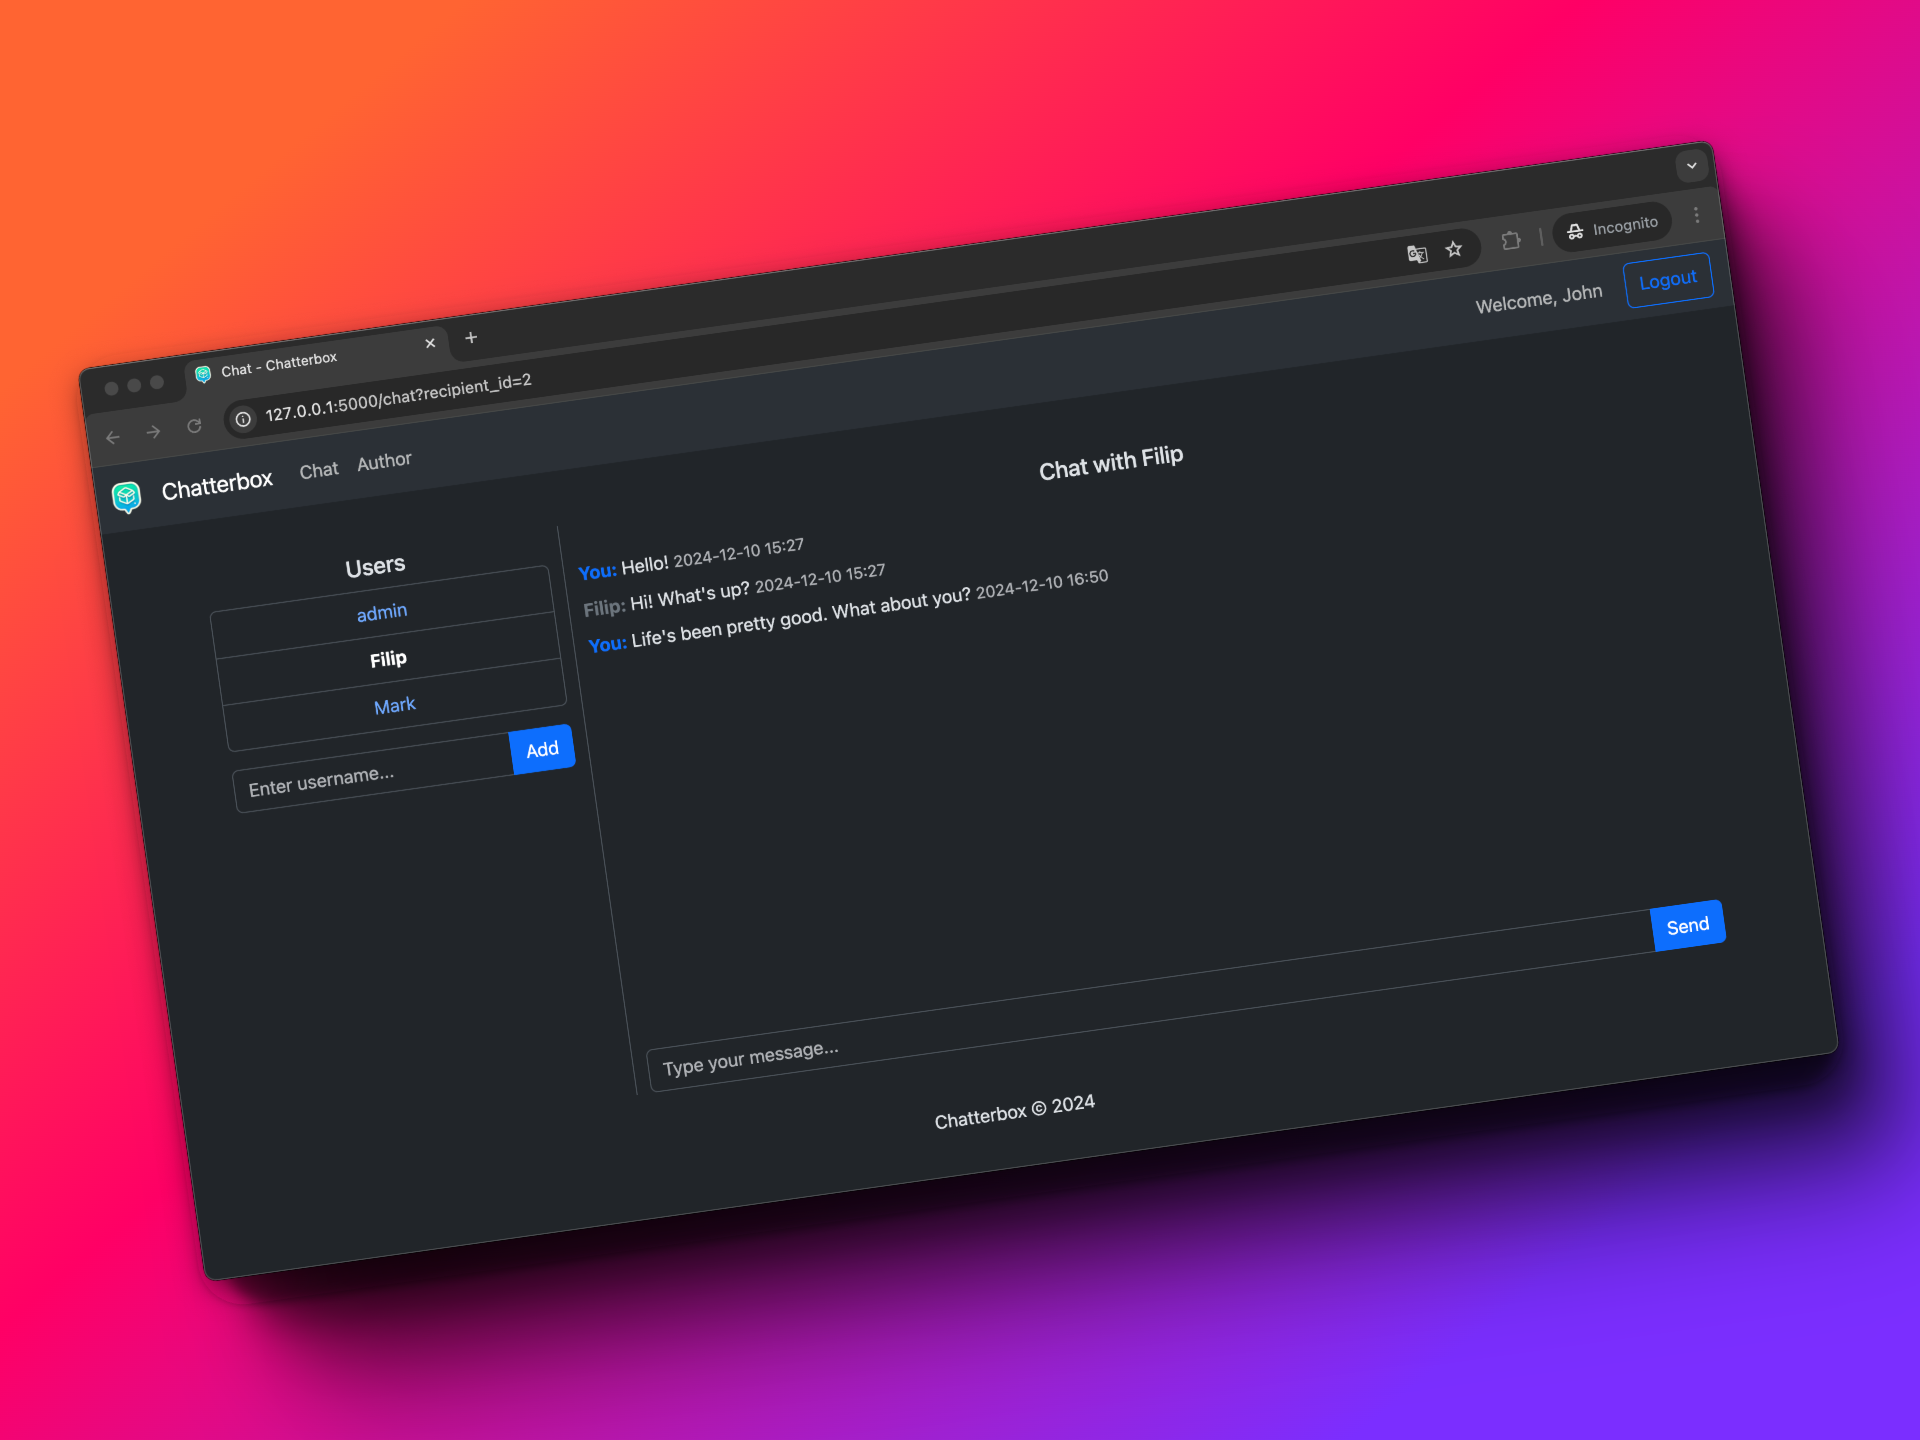 Chat - Chatterbox
127.0.0.1:5000/chat?recipient_id=2
Incognito
Chatterbox Chat Author
Welcome, John Logout
Users
admin
Filip
Mark
Enter username... Add
Chat with Filip
You: Hello! 2024-12-10 15:27
Filip: Hi! What's up? 2024-12-10 15:27
You: Life's been pretty good. What about you? 2024-12-10 16:50
Type your message... Send
Chatterbox © 2024